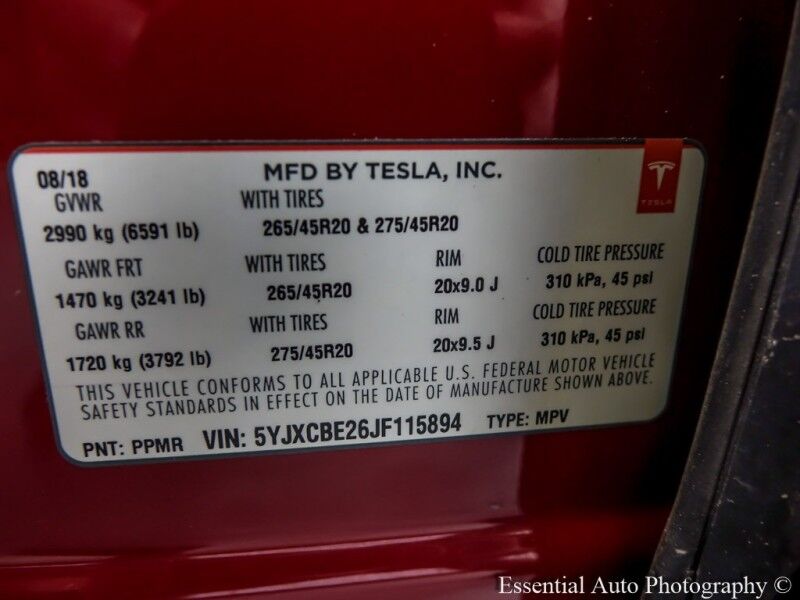 08/18 MFD BY TESLA, INC.
TESLA
GVWR WITH TIRES
2990 kg (6591 lb) 265/45R20 & 275/45R20
GAWR FRT WITH TIRES RIM COLD TIRE PRESSURE
1470 kg (3241 lb) 265/45R20 20x9.0 J 310 kPa, 45 psi
GAWR RR WITH TIRES RIM COLD TIRE PRESSURE
1720 kg (3792 lb) 275/45R20 20x9.5 J 310 kPa, 45 psi
THIS VEHICLE CONFORMS TO ALL APPLICABLE U.S. FEDERAL MOTOR VEHICLE
SAFETY STANDARDS IN EFFECT ON THE DATE OF MANUFACTURE SHOWN ABOVE.
PNT: PPMR VIN: 5YJXCBE26JF115894 TYPE: MPV
Essential Auto Photography ©